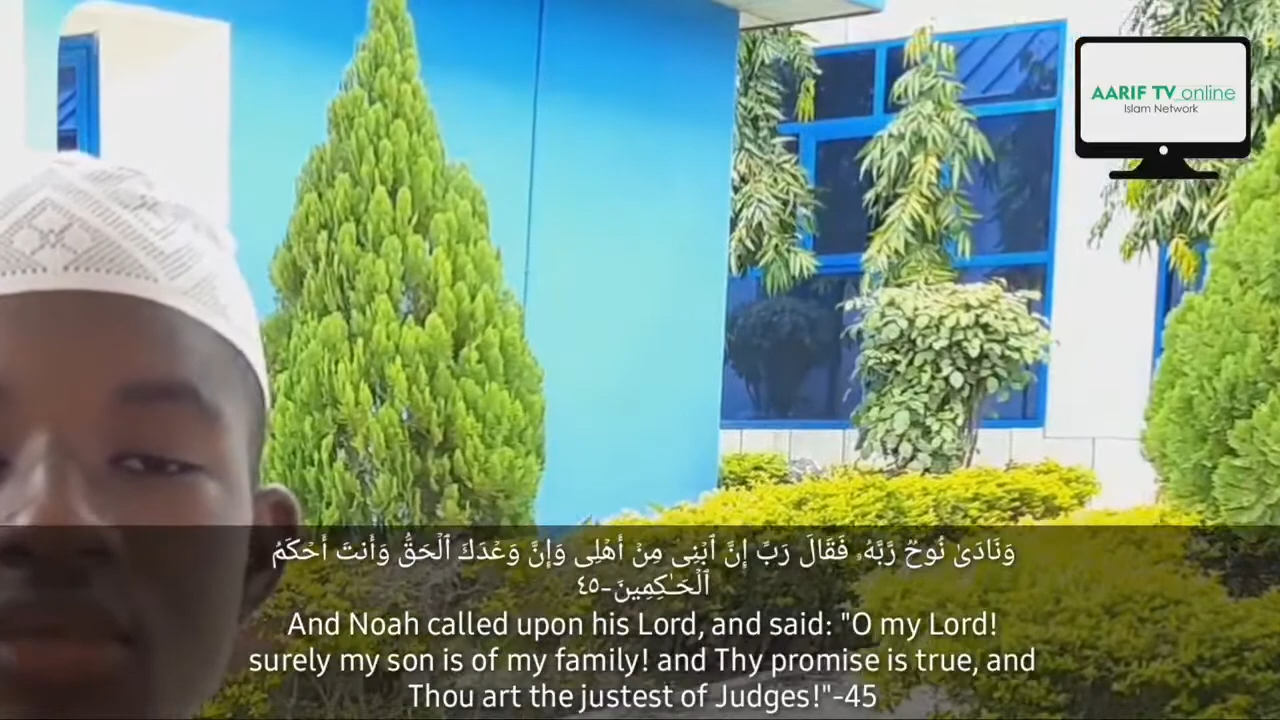 AARIF TV online
Islam Network
وَنَادَىٰ نُوحٌ رَّبَّهُۥ فَقَالَ رَبِّ إِنَّ ٱبْنِى مِنْ أَهْلِى وَإِنَّ وَعْدَكَ ٱلْحَقُّ وَأَنتَ أَحْكَمُ
ٱلْحَـٰكِمِينَ-٤٥
And Noah called upon his Lord, and said: "O my Lord!
surely my son is of my family! and Thy promise is true, and
Thou art the justest of Judges!"-45